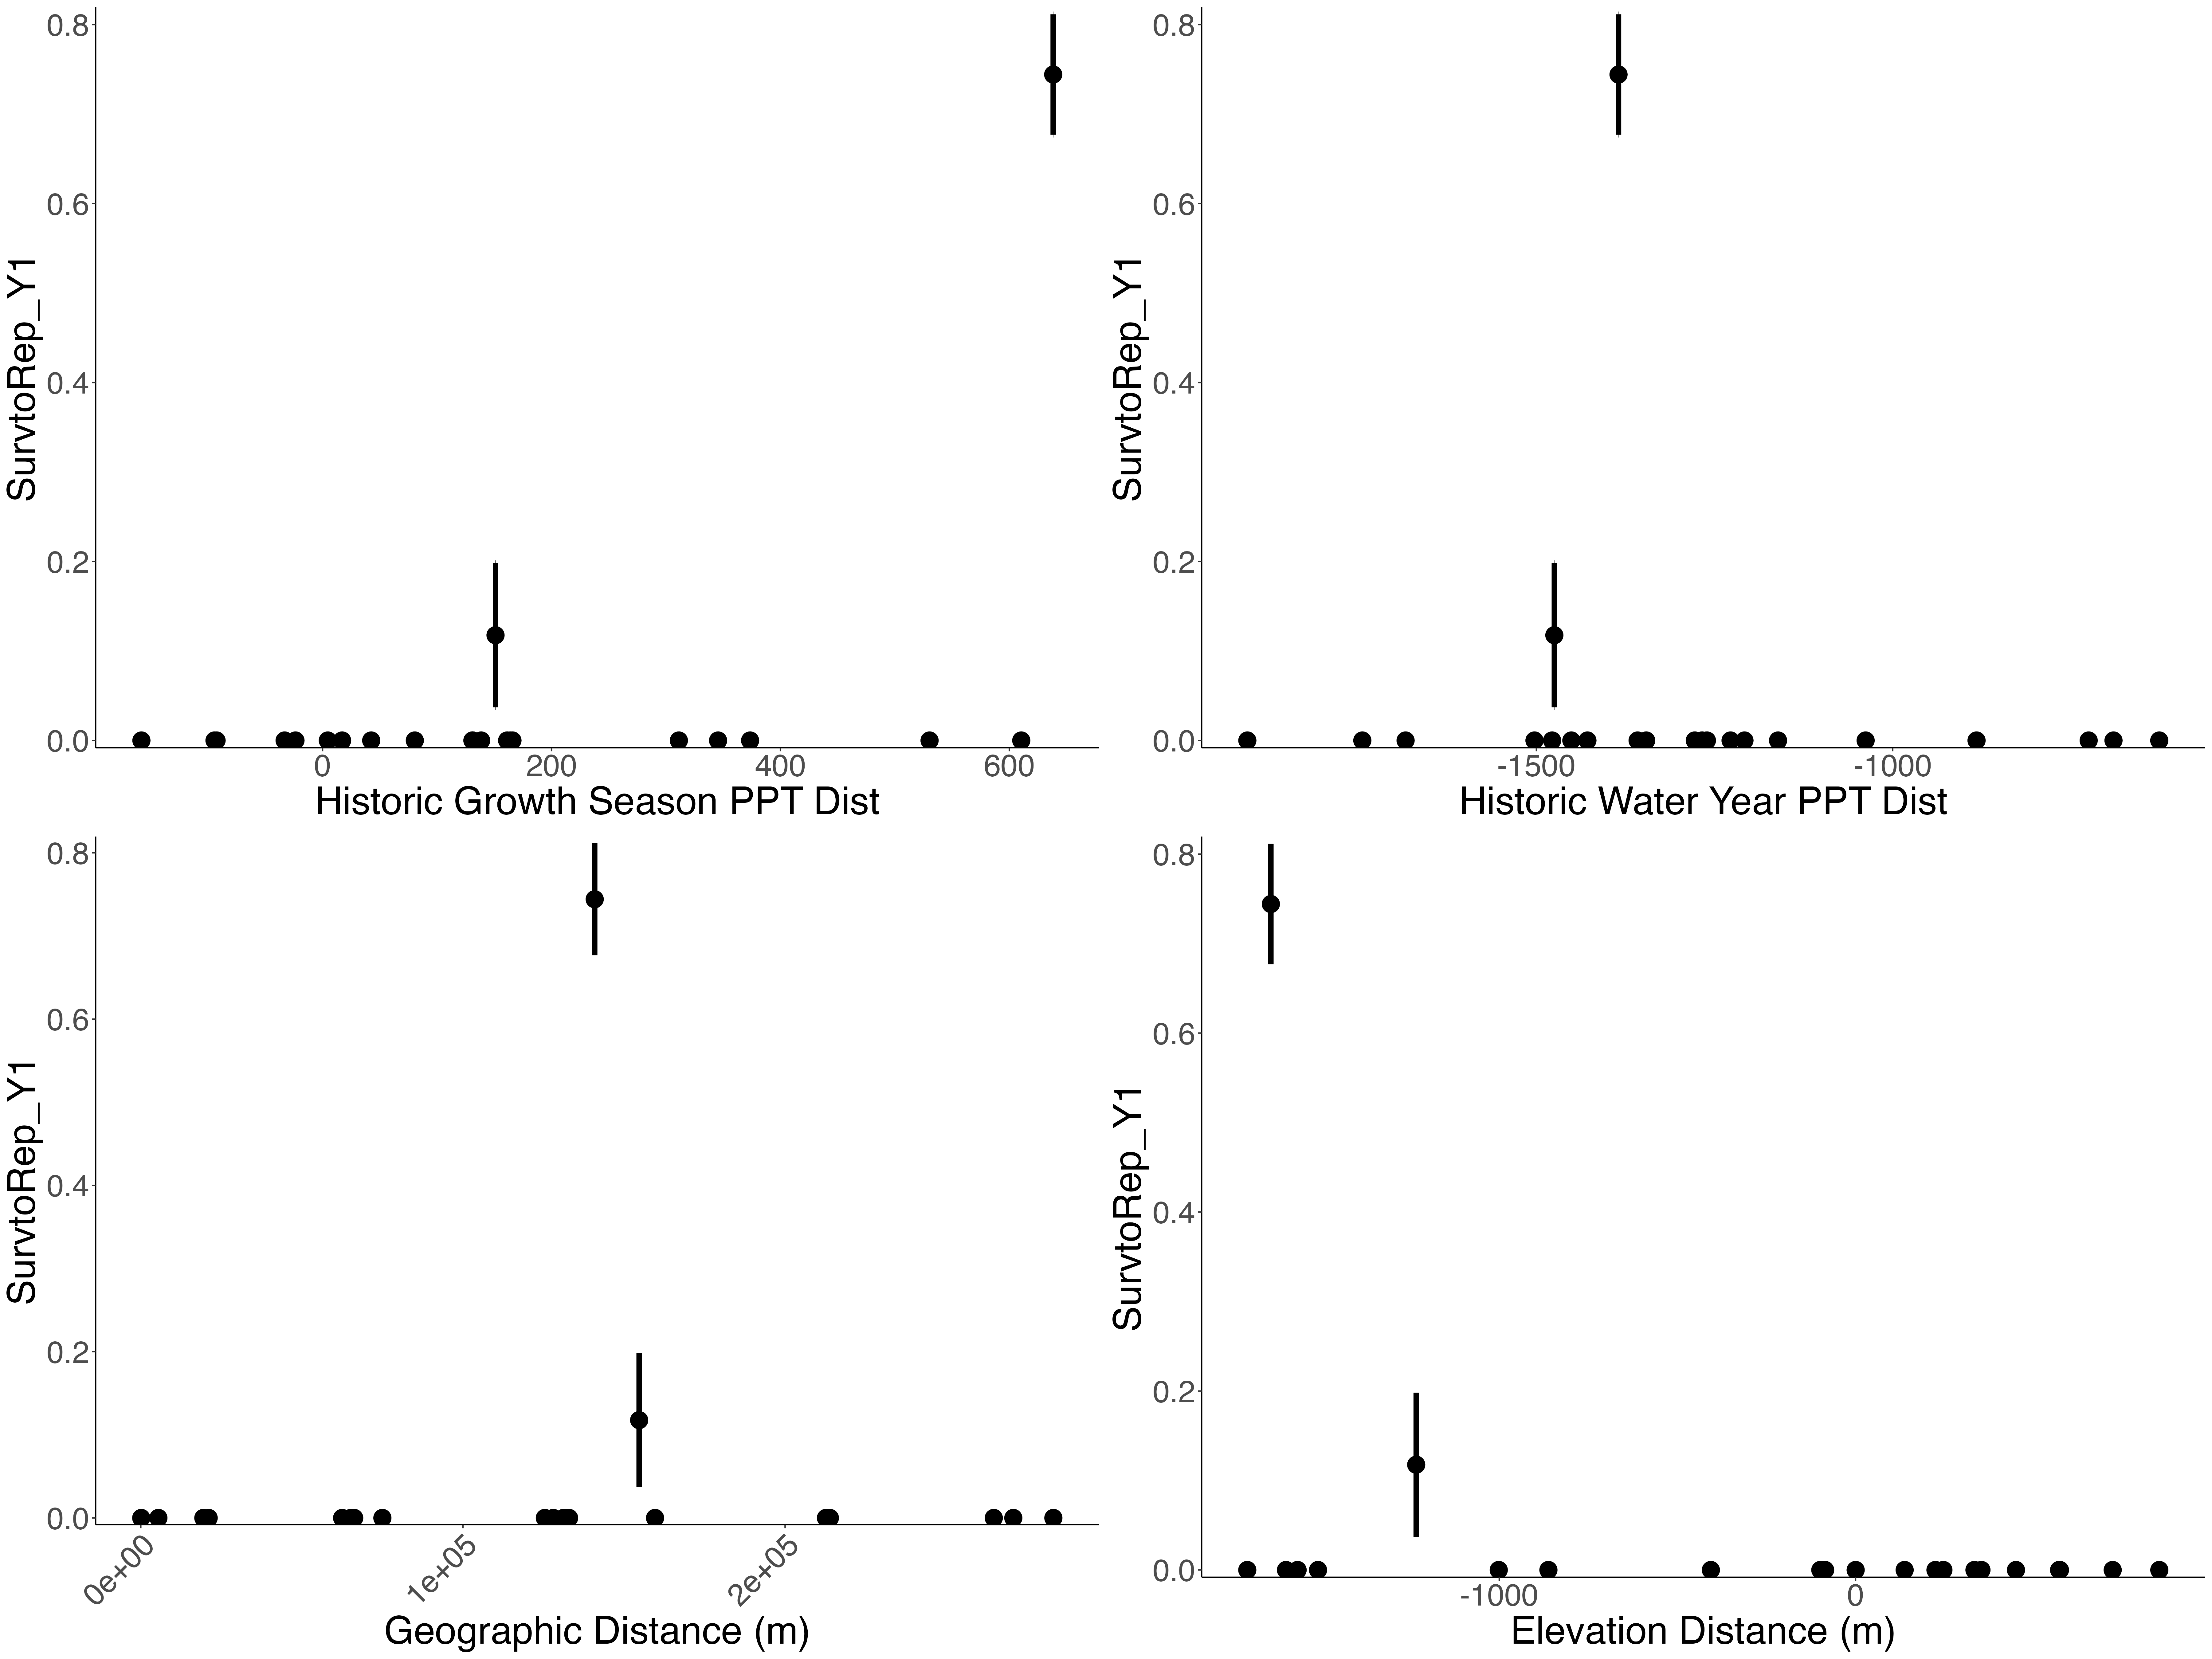 SurvtoRep_Y1
0.8
0.6
0.4
0.2
0.0
0 200 400 600
Historic Growth Season PPT Dist
SurvtoRep_Y1
0.8
0.6
0.4
0.2
0.0
-1500 -1000
Historic Water Year PPT Dist
SurvtoRep_Y1
0.8
0.6
0.4
0.2
0.0
0e+00 1e+05 2e+05
Geographic Distance (m)
SurvtoRep_Y1
0.8
0.6
0.4
0.2
0.0
-1000 0
Elevation Distance (m)